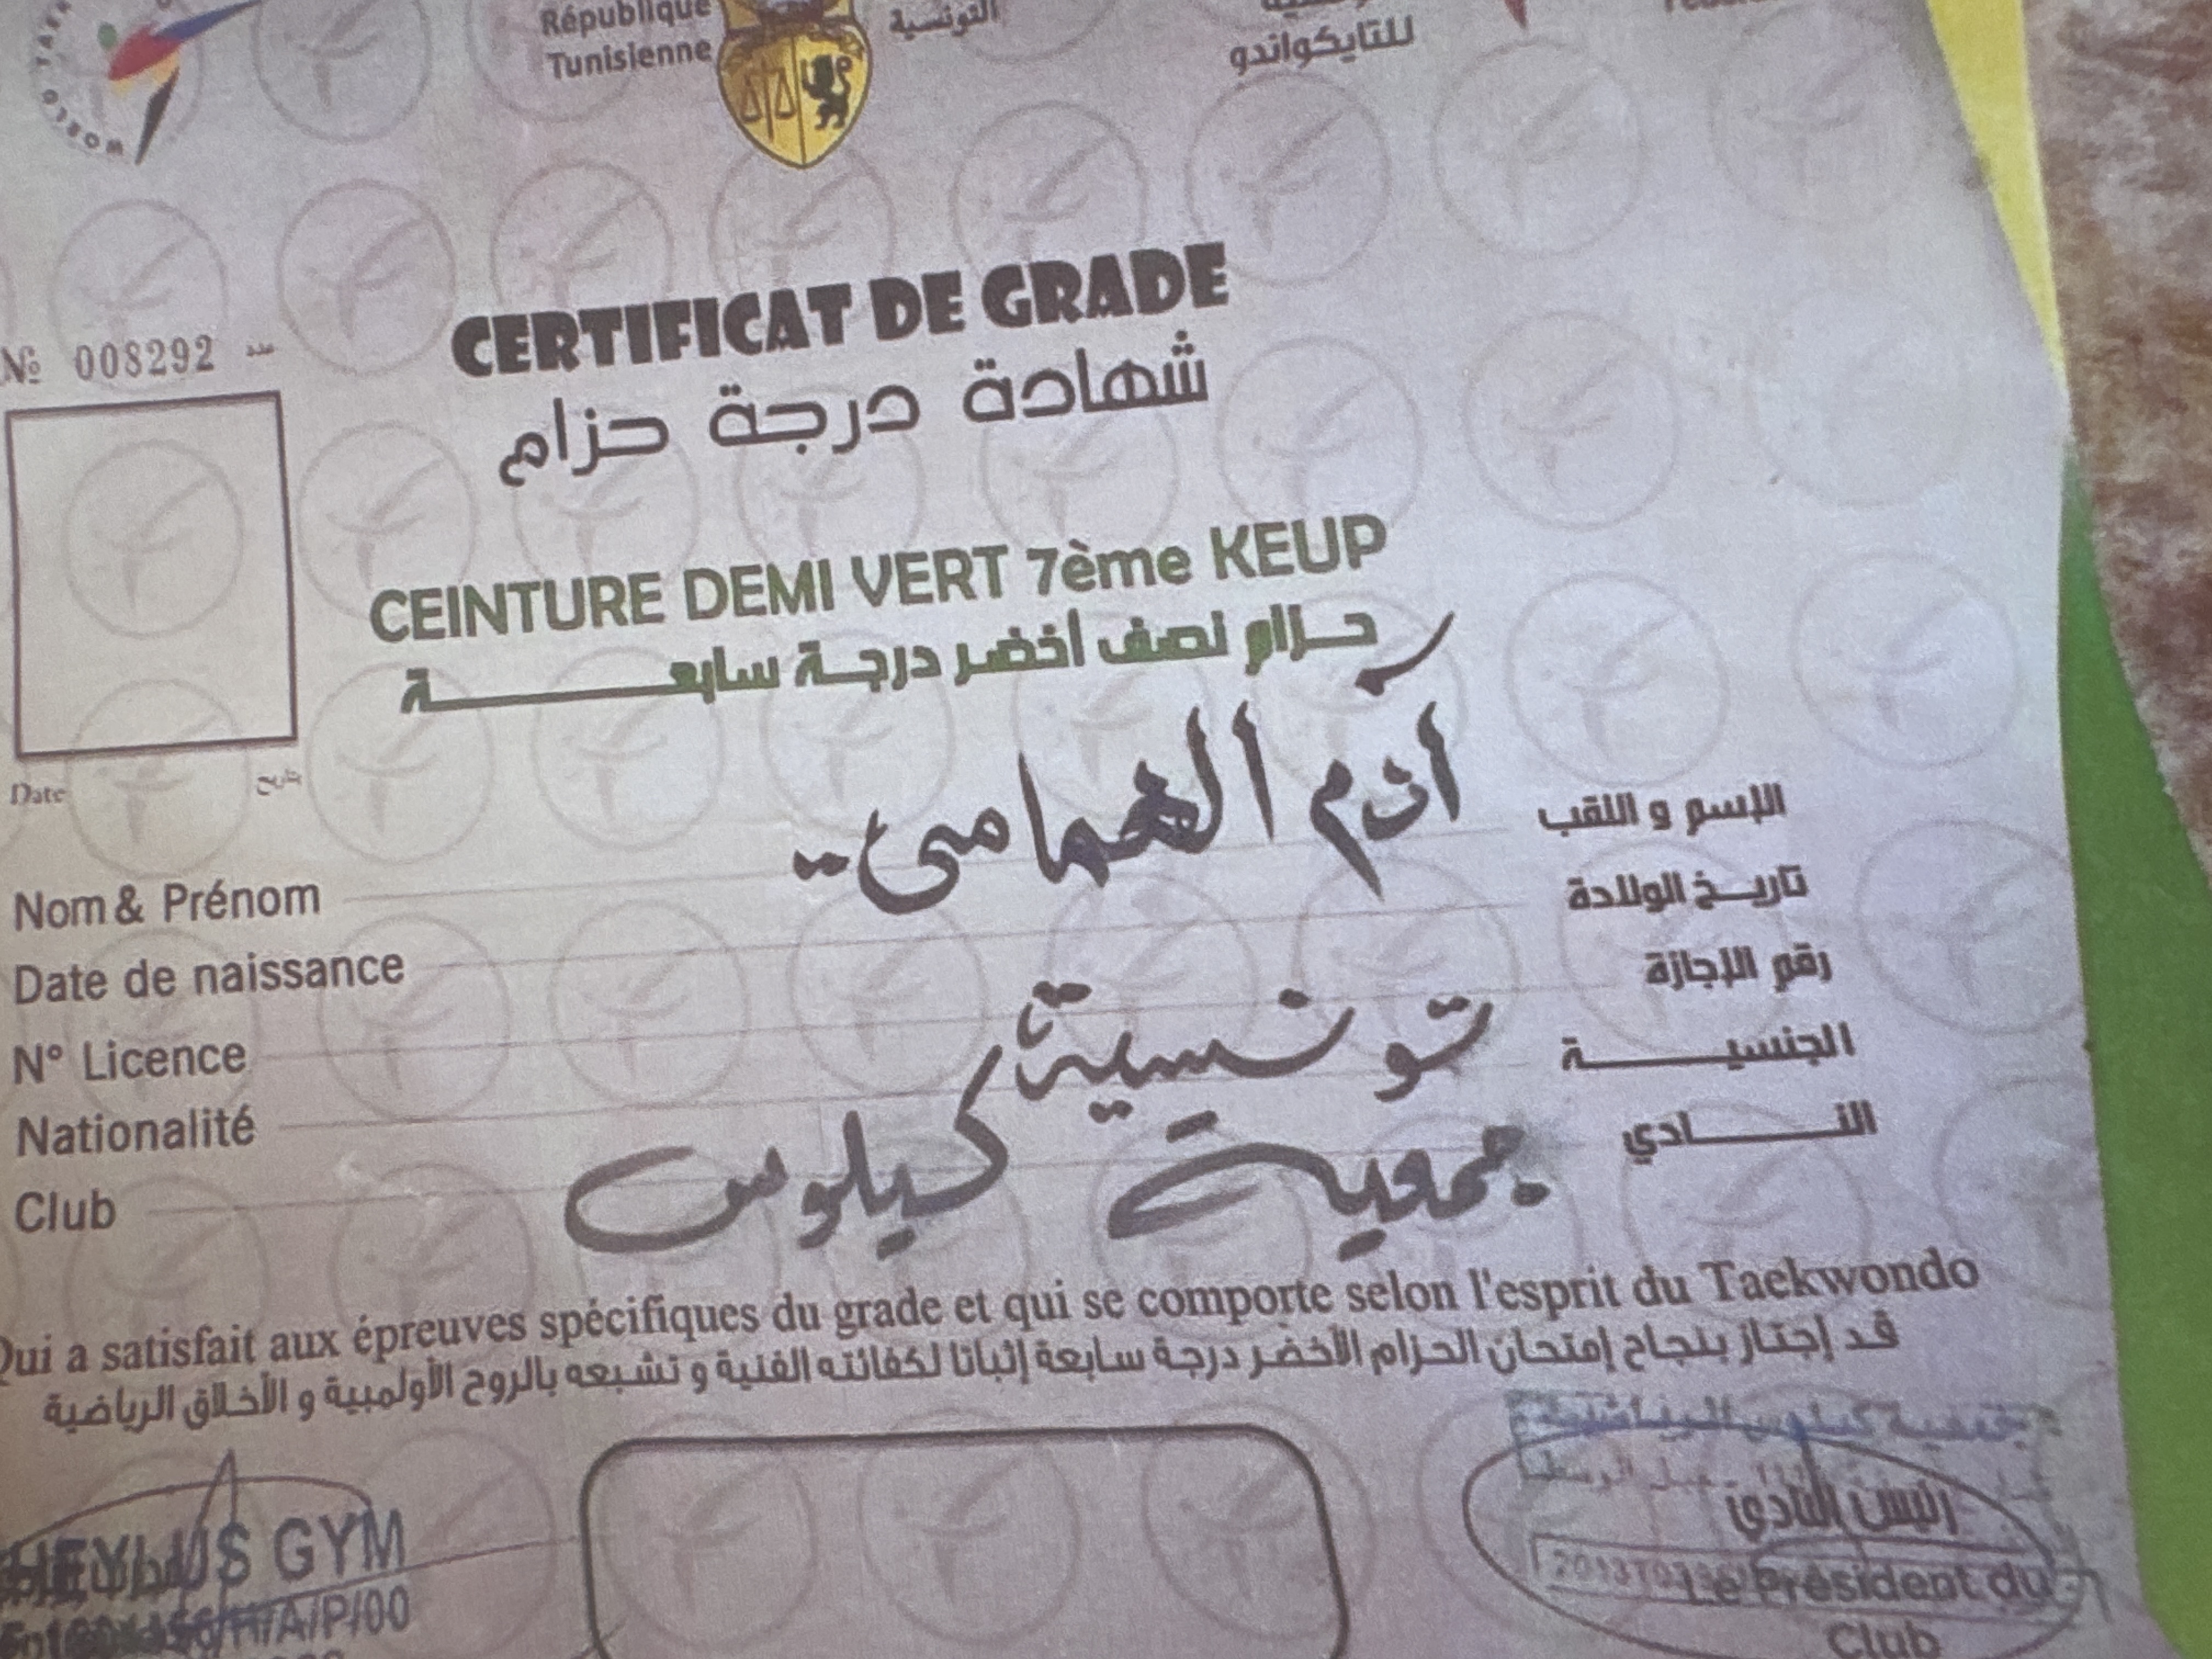 République
Tunisienne
التونسية
للتايكواندو
№ 008292 عدد
CERTIFICAT DE GRADE
شهادة درجة حزام
CEINTURE DEMI VERT 7ème KEUP
حزام نصف أخضر درجة سابعة
Date تاريخ
Nom & Prénom آدم الهمامي الإسم و اللقب
Date de naissance تاريخ الولادة
N° Licence رقم الإجازة
Nationalité تونسية الجنسية
Club جمعية كيلوس النادي
Qui a satisfait aux épreuves spécifiques du grade et qui se comporte selon l'esprit du Taekwondo
قد إجتاز بنجاح إمتحان الحزام الأخضر درجة سابعة إثباتا لكفائته الفنية و تشبعه بالروح الأولمبية و الأخلاق الرياضية
GYM
/A/P/00
رئيس النادي
Le Président du
Club